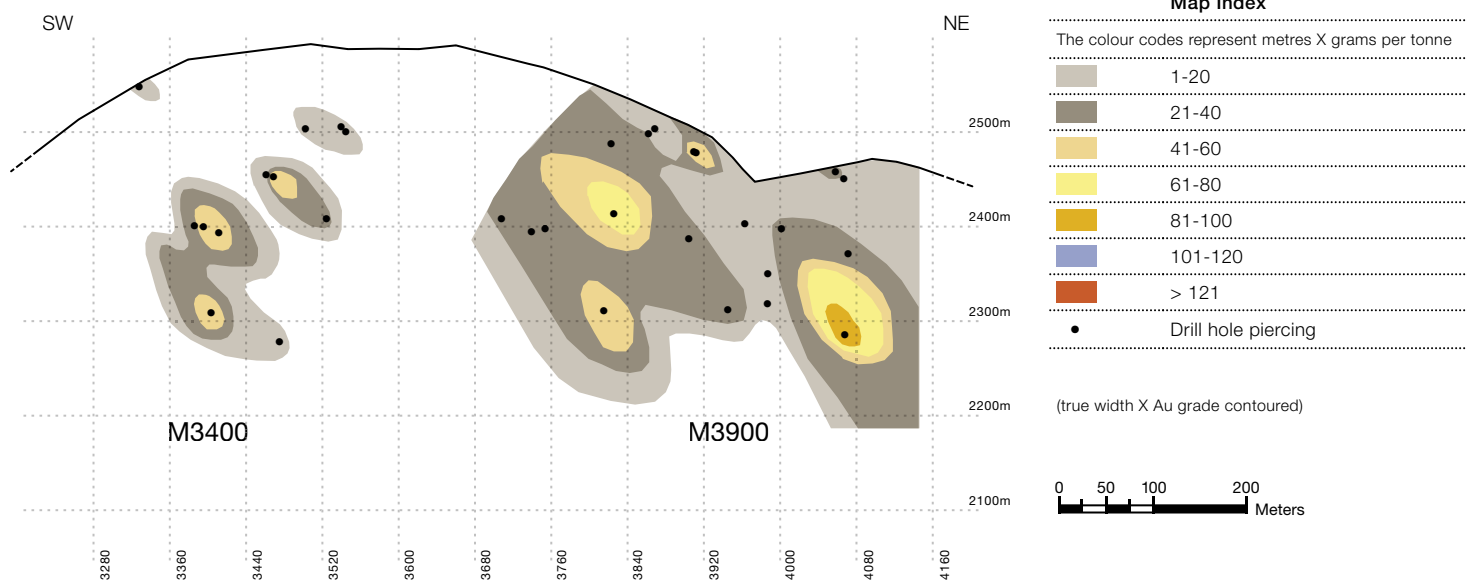 SW
NE
2500m
2400m
2300m
2200m
2100m
M3400
M3900
3280
3360
3440
3520
3600
3680
3760
3840
3920
4000
4080
4160
Map Index
The colour codes represent metres X grams per tonne
1-20
21-40
41-60
61-80
81-100
101-120
> 121
Drill hole piercing
(true width X Au grade contoured)
0 50 100 200
Meters